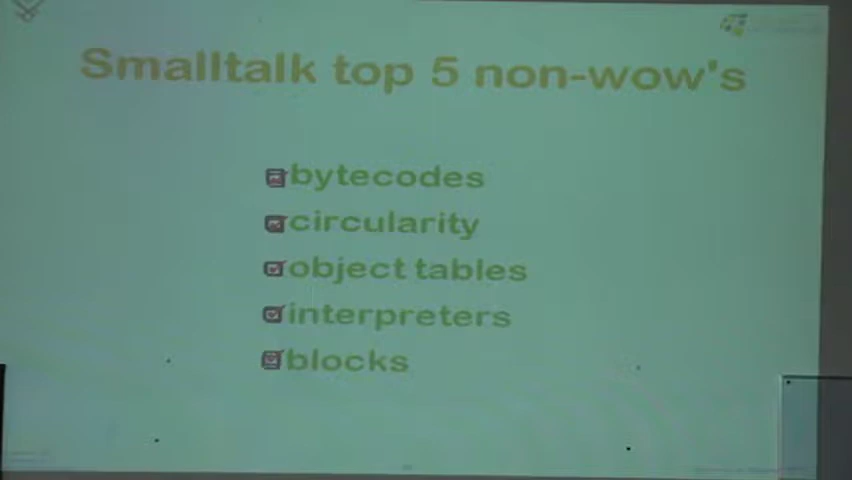 Smalltalk top 5 non-wow's
bytecodes
circularity
object tables
interpreters
blocks